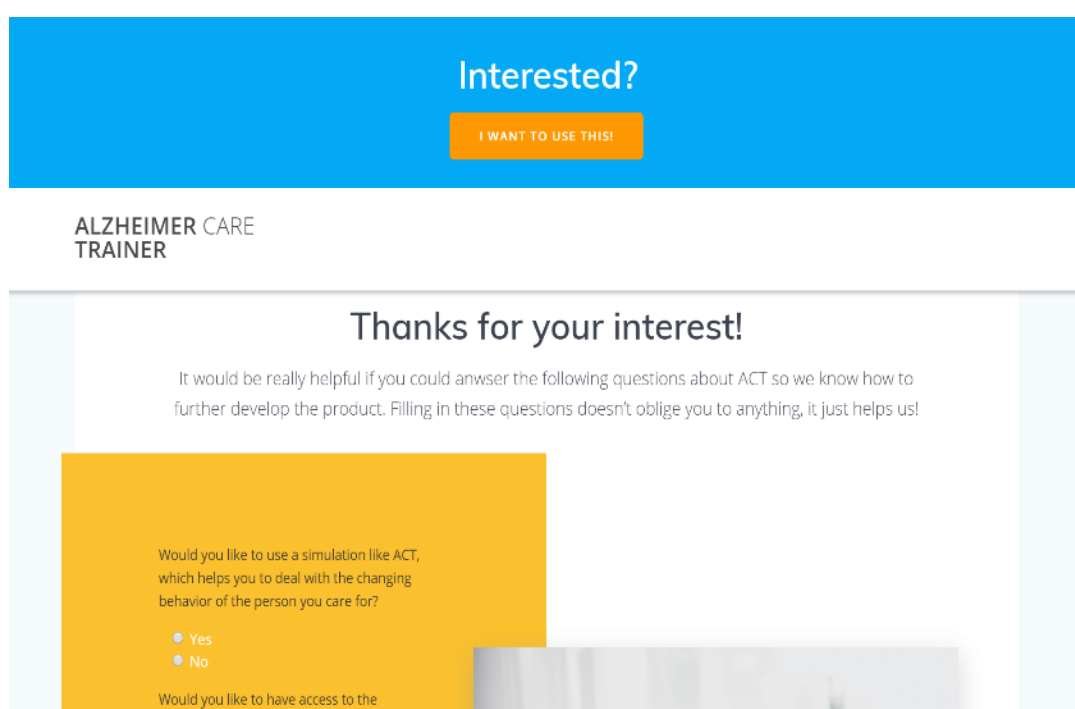 Interested?
I WANT TO USE THIS!
ALZHEIMER CARE
TRAINER
Thanks for your interest!
It would be really helpful if you could anwser the following questions about ACT so we know how to
further develop the product. Filling in these questions doesn't oblige you to anything, it just helps us!
Would you like to use a simulation like ACT,
which helps you to deal with the changing
behavior of the person you care for?
Yes
No
Would you like to have access to the